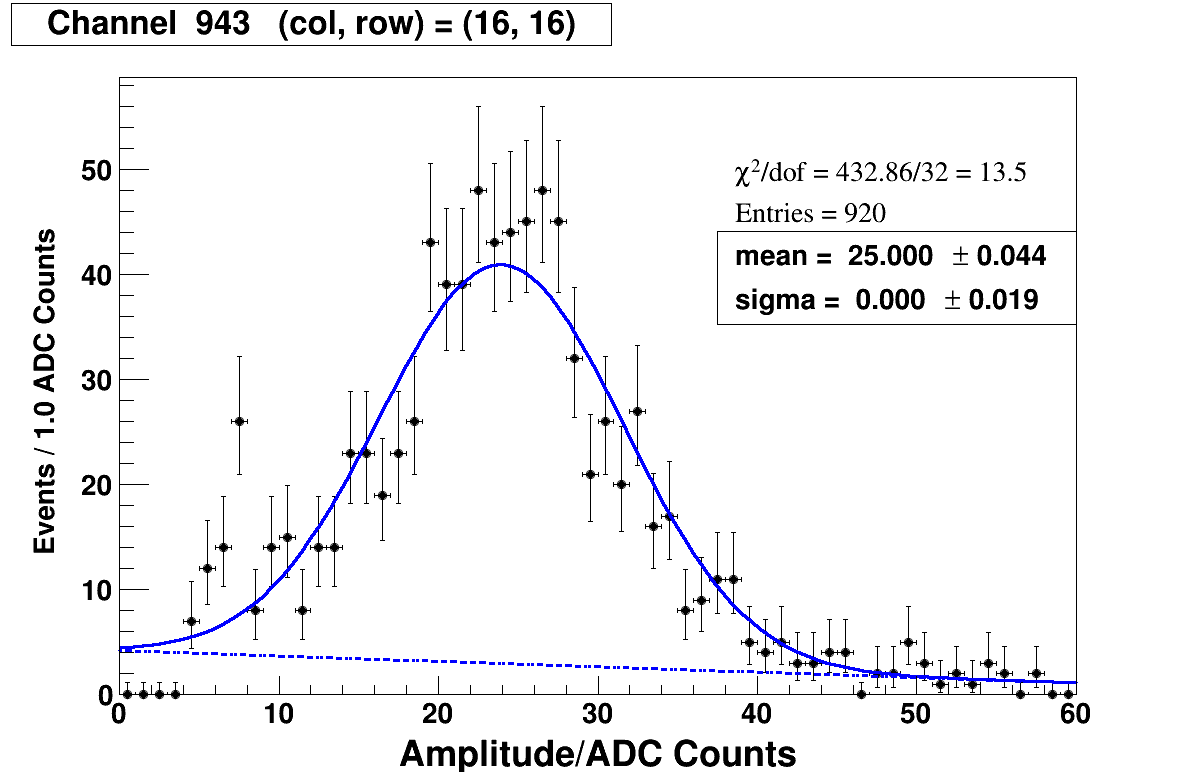 Channel 943 (col, row) = (16, 16)
χ²/dof = 432.86/32 = 13.5
Entries = 920
mean = 25.000 ± 0.044
sigma = 0.000 ± 0.019
Events / 1.0 ADC Counts
50
40
30
20
10
0
0 10 20 30 40 50 60
Amplitude/ADC Counts